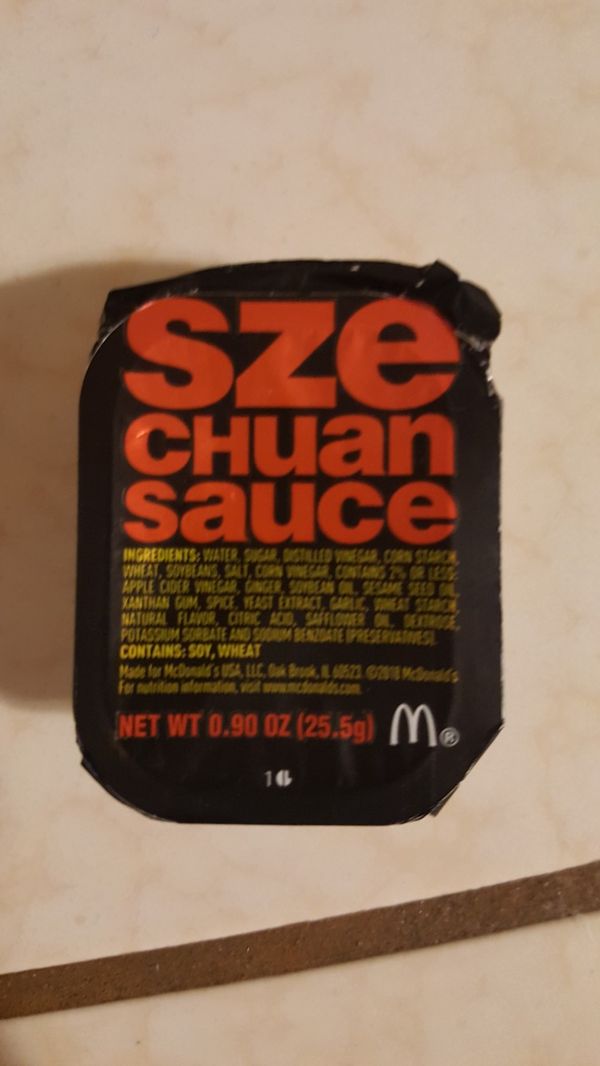 sze
CHuan
sauce
INGREDIENTS: WATER, SUGAR, DISTILLED VINEGAR, CORN STARCH,
WHEAT, SOYBEANS, SALT, CORN VINEGAR, CONTAINS 2% OR LESS:
APPLE CIDER VINEGAR, GINGER, SOYBEAN OIL, SESAME SEED OIL,
XANTHAN GUM, SPICE, YEAST EXTRACT, GARLIC, WHEAT STARCH,
NATURAL FLAVOR, CITRIC ACID, SAFFLOWER OIL, DEXTROSE,
POTASSIUM SORBATE AND SODIUM BENZOATE (PRESERVATIVES).
CONTAINS: SOY, WHEAT
Made for McDonald's USA, LLC, Oak Brook, IL 60523 ©2018 McDonald's
For nutrition information, visit www.mcdonalds.com
NET WT 0.90 OZ (25.5g) M®
1